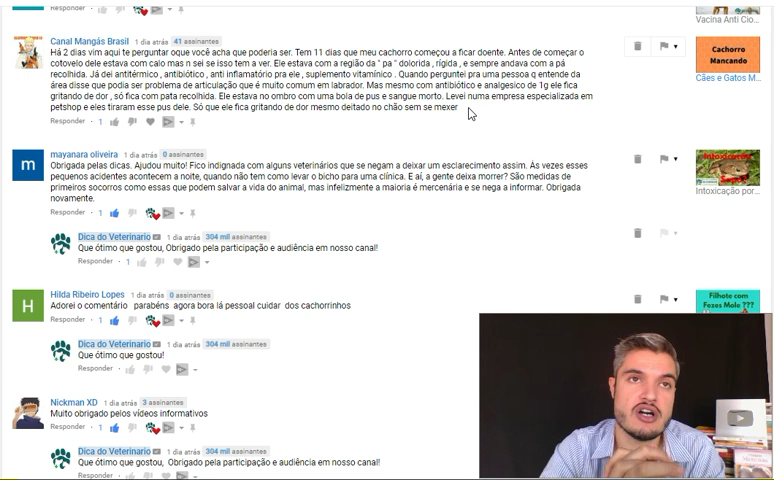 Vacina Anti Cio...
Canal Mangás Brasil 1 dia atrás 41 assinantes
Há 2 dias vim aqui te perguntar oque você acha que poderia ser. Tem 11 dias que meu cachorro começou a ficar doente. Antes de começar o
cotovelo dele estava com calo mas n sei se isso tem a ver. Ele estava com a região da " pa " dolorida , rígida , e sempre andava com a pá
recolhida. Já dei antitérmico , antibiótico , anti inflamatório pra ele , suplemento vitamínico . Quando perguntei pra uma pessoa q entende da
área disse que podia ser problema de articulação que é muito comum em labrador. Mas mesmo com antibiótico e analgesico de 1g ele fica
gritando de dor , só fica com pata recolhida. Ele estava no ombro com uma bola de pus e sangue morto. Levei numa empresa especializada em
petshop e eles tiraram esse pus dele. Só que ele fica gritando de dor mesmo deitado no chão sem se mexer
Responder · 1
Cachorro
Mancando
Cães e Gatos M...
m
mayanara oliveira 1 dia atrás 0 assinantes
Obrigada pelas dicas. Ajudou muito! Fico indignada com alguns veterinários que se negam a deixar um esclarecimento assim. Às vezes esses
pequenos acidentes acontecem a noite, quando não tem como levar o bicho para uma clínica. E aí, a gente deixa morrer? São medidas de
primeiros socorros como essas que podem salvar a vida do animal, mas infelizmente a maioria é mercenária e se nega a informar. Obrigada
novamente.
Responder · 1
Intoxicação por...
Dica do Veterinario 1 dia atrás 304 mil assinantes
Que ótimo que gostou, Obrigado pela participação e audiência em nosso canal!
Responder · 1
H
Hilda Ribeiro Lopes 1 dia atrás 0 assinantes
Adorei o comentário parabéns agora bora lá pessoal cuidar dos cachorrinhos
Responder · 1
Filhote com
Fezes Mole ???
Dica do Veterinario 1 dia atrás 304 mil assinantes
Que ótimo que gostou!
Responder ·
Nickman XD 1 dia atrás 3 assinantes
Muito obrigado pelos vídeos informativos
Responder · 1
Dica do Veterinario 1 dia atrás 304 mil assinantes
Que ótimo que gostou, Obrigado pela participação e audiência em nosso canal!
Responder ·